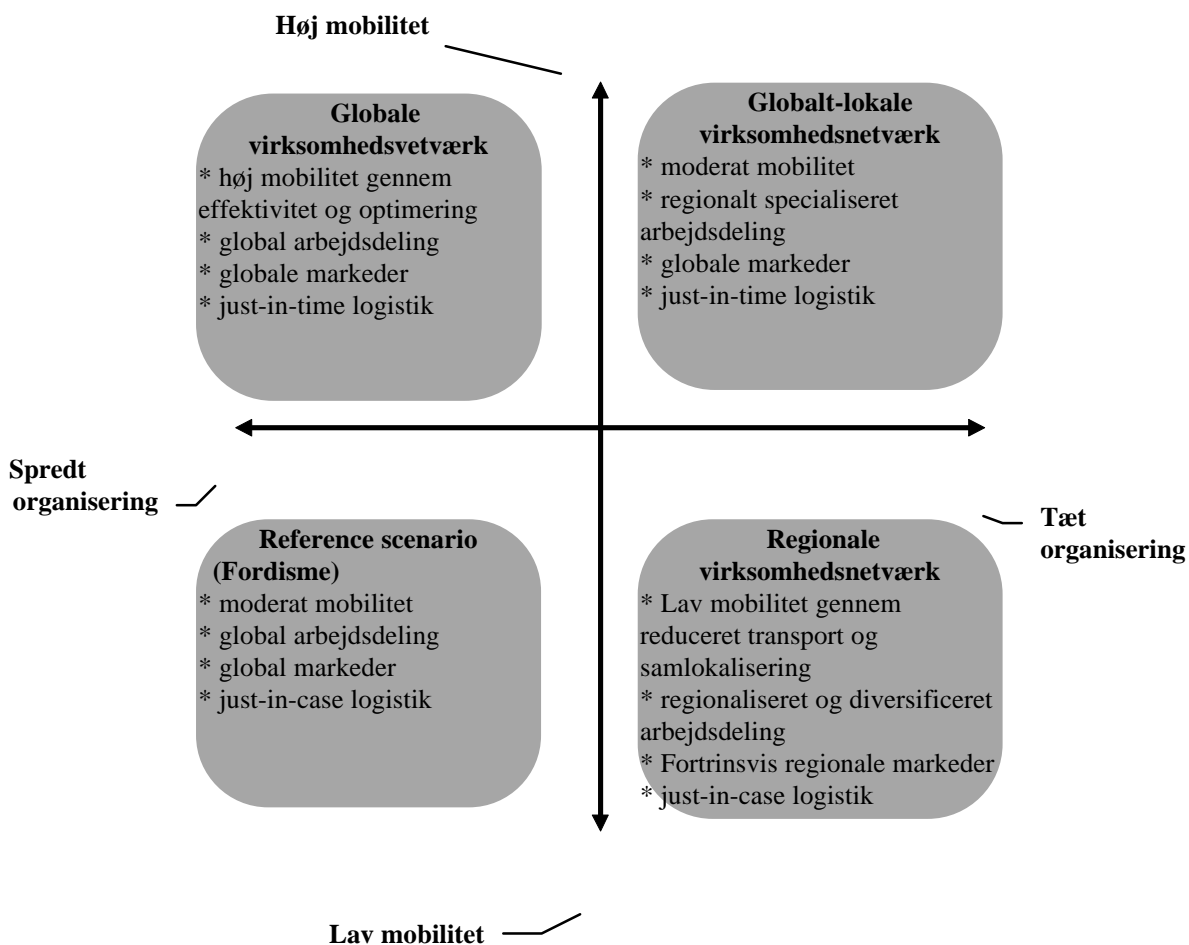 Høj mobilitet
Globale
virksomhedsvetværk
* høj mobilitet gennem
effektivitet og optimering
* global arbejdsdeling
* globale markeder
* just-in-time logistik
Globalt-lokale
virksomhedsnetværk
* moderat mobilitet
* regionalt specialiseret
arbejdsdeling
* globale markeder
* just-in-time logistik
Spredt
organisering
Tæt
organisering
Reference scenario
(Fordisme)
* moderat mobilitet
* global arbejdsdeling
* global markeder
* just-in-case logistik
Regionale
virksomhedsnetværk
* Lav mobilitet gennem
reduceret transport og
samlokalisering
* regionaliseret og diversificeret
arbejdsdeling
* Fortrinsvis regionale markeder
* just-in-case logistik
Lav mobilitet